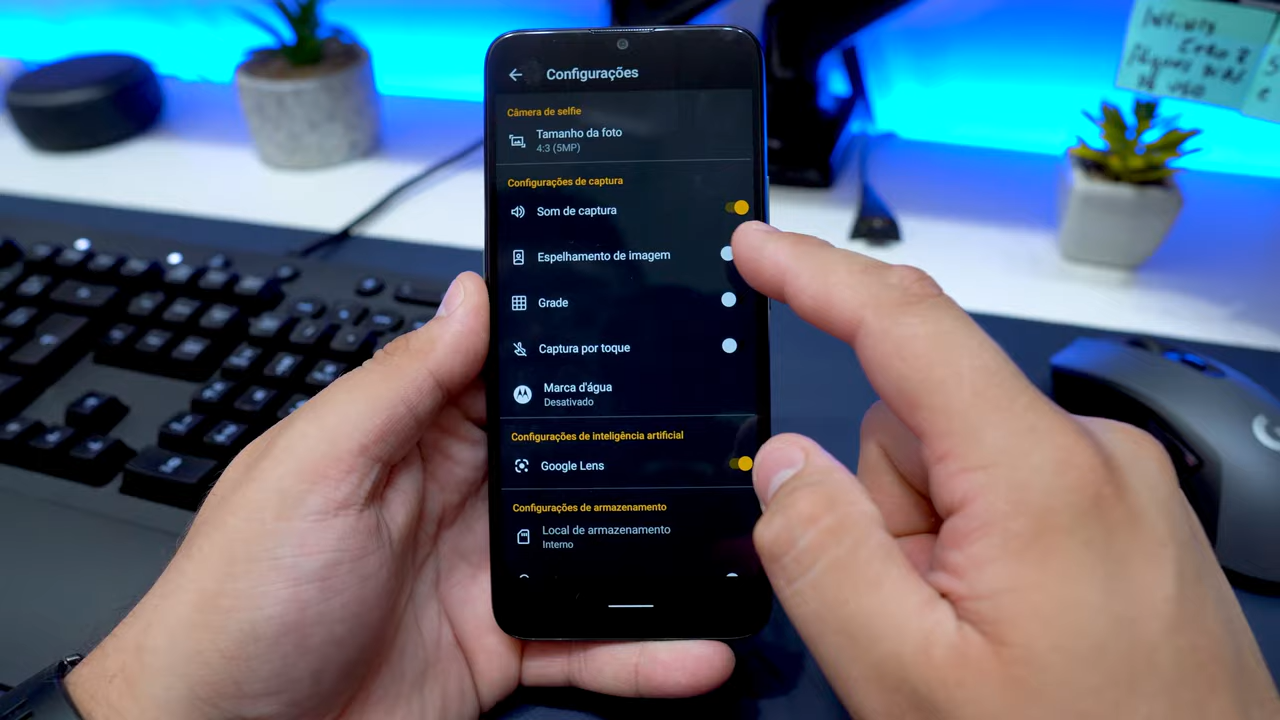 Configurações
Câmera de selfie
Tamanho da foto
4:3 (5MP)
Configurações de captura
Som de captura
Espelhamento de imagem
Grade
Captura por toque
Marca d'água
Desativado
Configurações de inteligência artificial
Google Lens
Configurações de armazenamento
Local de armazenamento
Interno